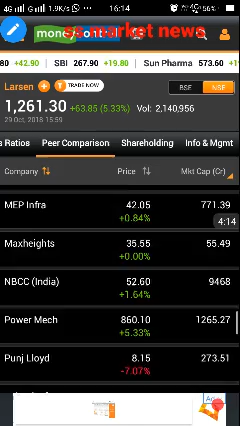 4G 4G 1.9K/s 16:14 56%
moneycontrol
ss market news
80 +42.90 SBI 267.90 +19.80 Sun Pharma 573.60
Larsen TRADE NOW BSE NSE
1,261.30 +63.85 (5.33%) Vol: 2,140,956
29 Oct, 2018 15:59
s Ratios Peer Comparison Shareholding Info & Mgmt
Company Price Mkt Cap (Cr)
MEP Infra 42.05 771.39
+0.84%
4:14
Maxheights 35.55 55.49
+0.00%
NBCC (India) 52.60 9468
+1.64%
Power Mech 860.10 1265.27
+5.33%
Punj Lloyd 8.15 273.51
-7.07%